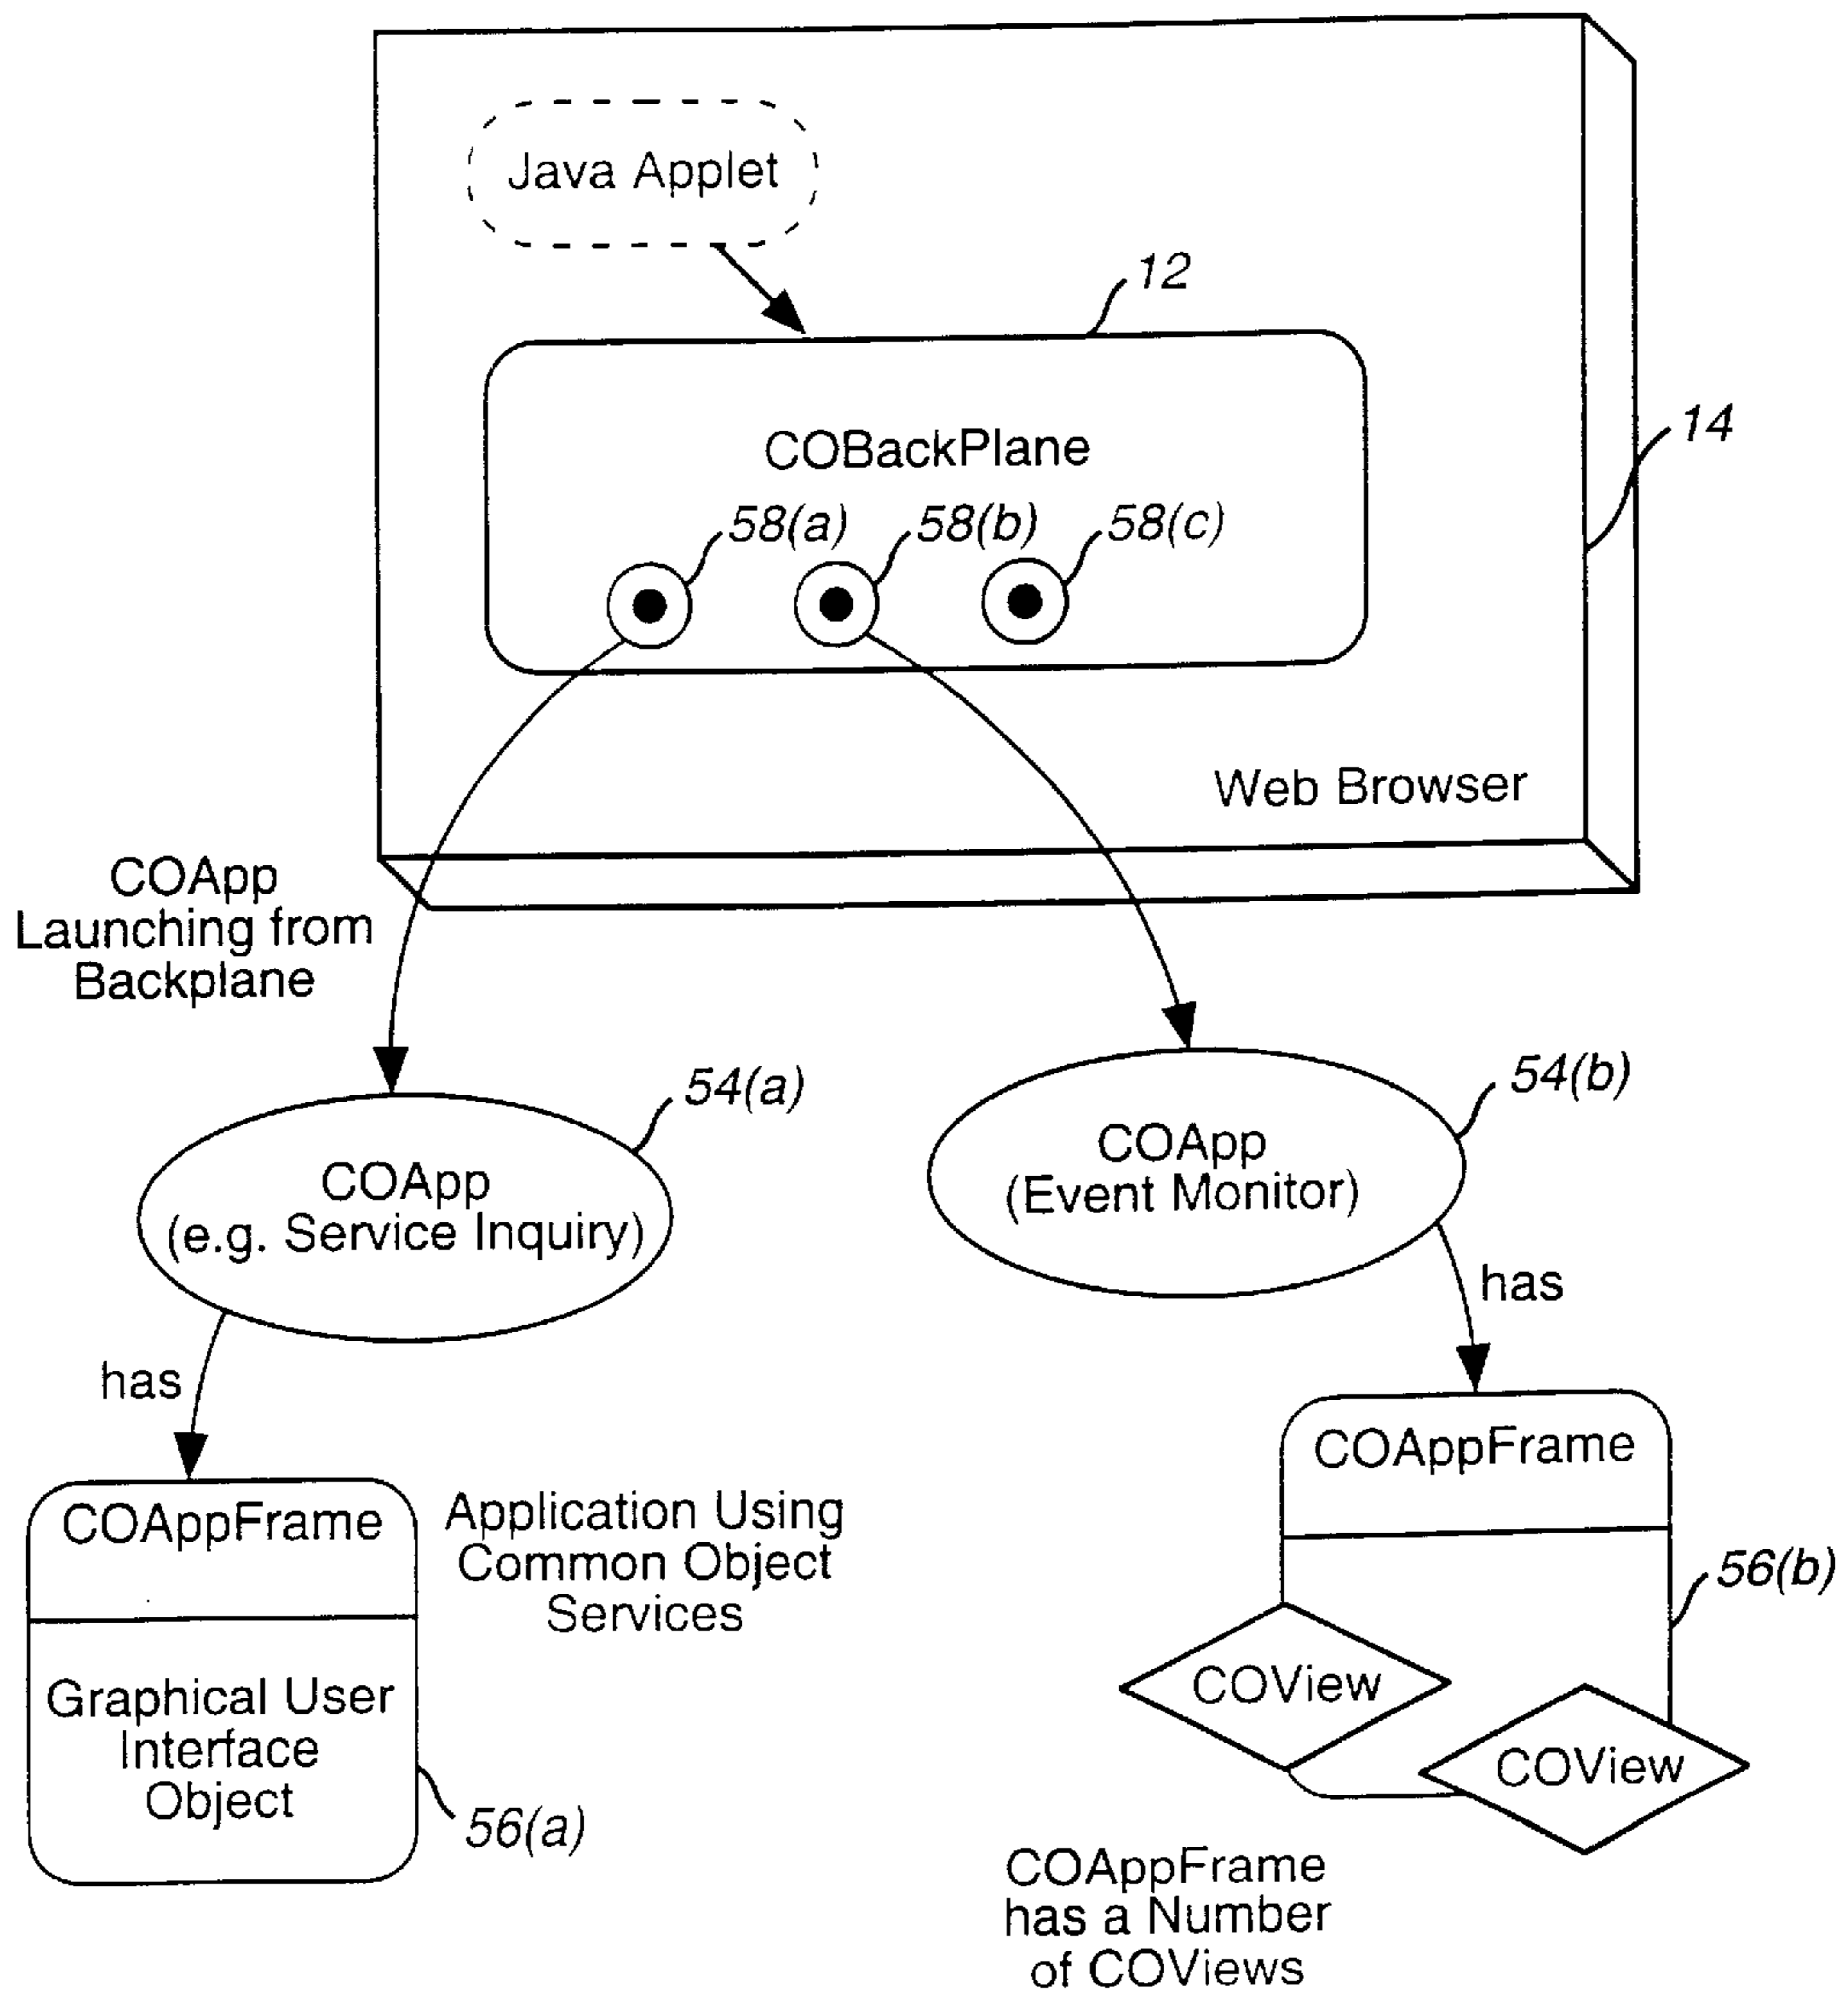 Java Applet
12
14
COBackPlane
58(a)
58(b)
58(c)
Web Browser
COApp
Launching from
Backplane
54(a)
54(b)
COApp
(e.g. Service Inquiry)
COApp
(Event Monitor)
has
has
COAppFrame
Graphical User
Interface
Object
56(a)
Application Using
Common Object
Services
COAppFrame
56(b)
COView
COView
COAppFrame
has a Number
of COViews